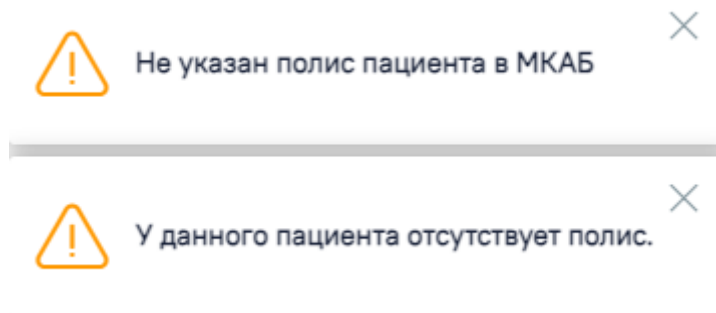 Не указан полис пациента в МКАБ
У данного пациента отсутствует полис.